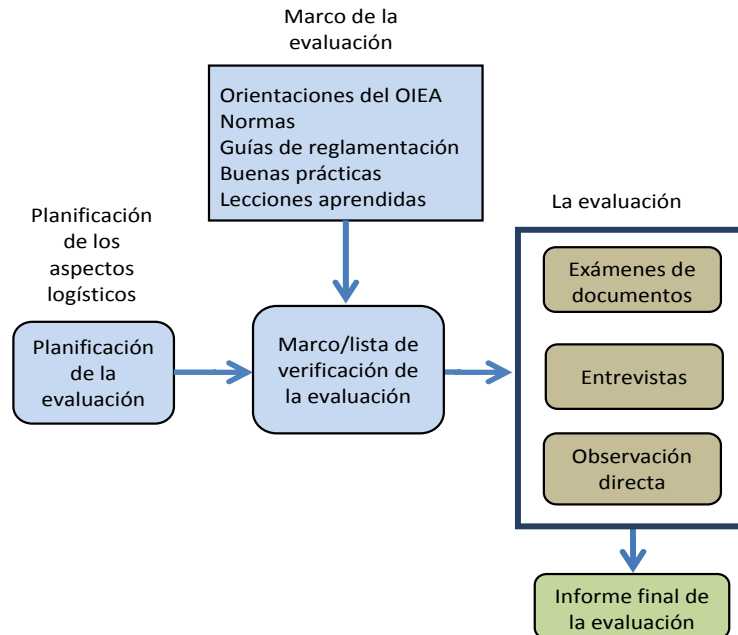 Marco de la
evaluación
Orientaciones del OIEA
Normas
Guías de reglamentación
Buenas prácticas
Lecciones aprendidas
Planificación
de los
aspectos
logísticos
Planificación
de la
evaluación
Marco/lista de
verificación de
la evaluación
La evaluación
Exámenes de
documentos
Entrevistas
Observación
directa
Informe final de
la evaluación